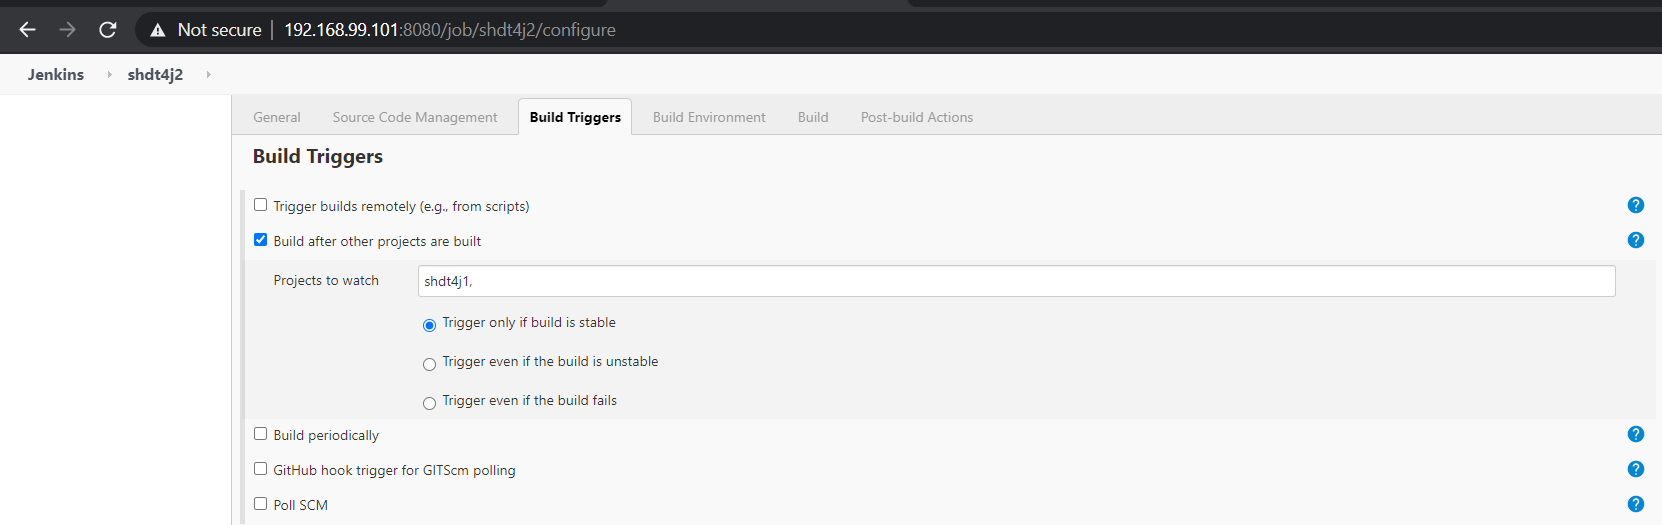 Not secure | 192.168.99.101:8080/job/shdt4j2/configure
Jenkins shdt4j2
General Source Code Management Build Triggers Build Environment Build Post-build Actions
Build Triggers
Trigger builds remotely (e.g., from scripts) ?
Build after other projects are built ?
Projects to watch shdt4j1,
Trigger only if build is stable
Trigger even if the build is unstable
Trigger even if the build fails
Build periodically ?
GitHub hook trigger for GITScm polling ?
Poll SCM ?